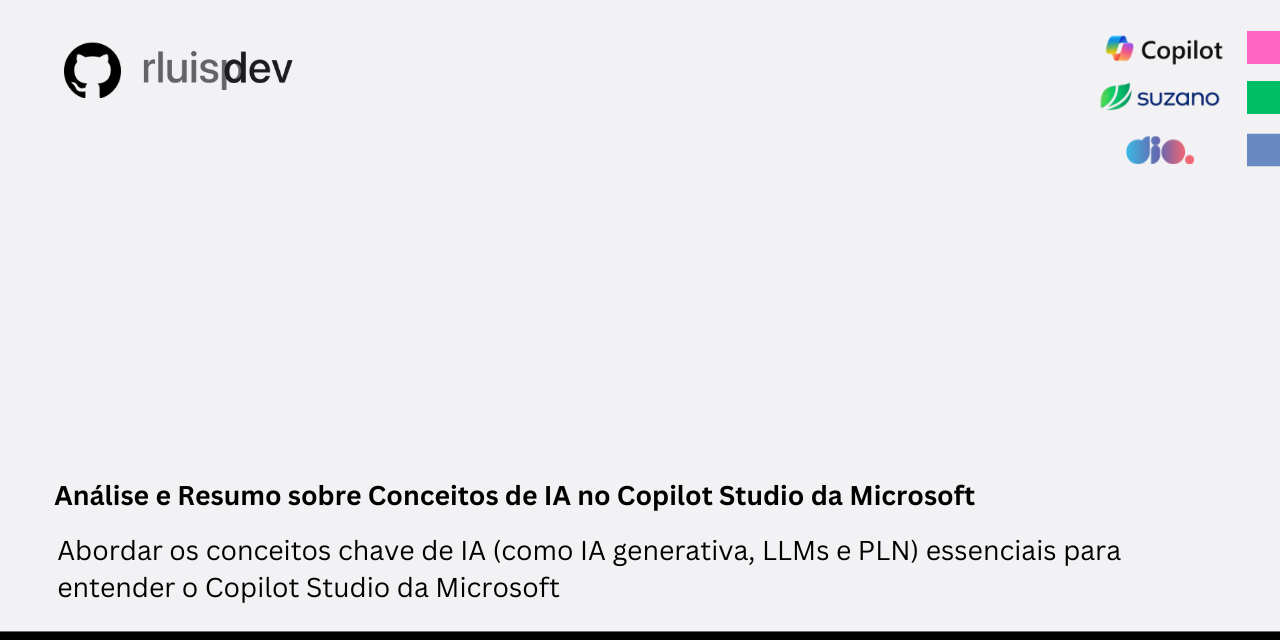 rluispdev
Copilot
suzano
dio.
Análise e Resumo sobre Conceitos de IA no Copilot Studio da Microsoft
Abordar os conceitos chave de IA (como IA generativa, LLMs e PLN) essenciais para
entender o Copilot Studio da Microsoft